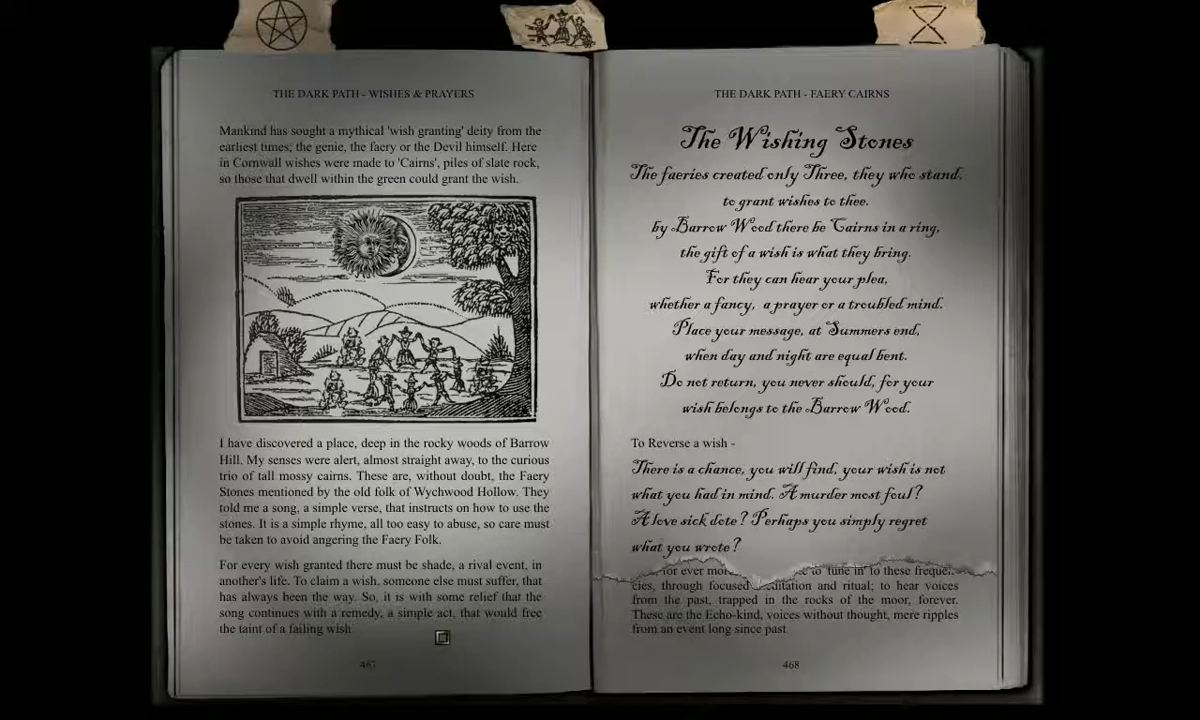 THE DARK PATH - WISHES & PRAYERS
Mankind has sought a mythical 'wish granting' deity from the
earliest times; the genie, the faery or the Devil himself. Here
in Cornwall wishes were made to 'Cairns', piles of slate rock,
so those that dwell within the green could grant the wish.
I have discovered a place, deep in the rocky woods of Barrow
Hill. My senses were alert, almost straight away, to the curious
trio of tall mossy cairns. These are, without doubt, the Faery
Stones mentioned by the old folk of Wychwood Hollow. They
told me a song, a simple verse, that instructs on how to use the
stones. It is a simple rhyme, all too easy to abuse, so care must
be taken to avoid angering the Faery Folk.
For every wish granted there must be shade, a rival event, in
another's life. To claim a wish, someone else must suffer, that
has always been the way. So, it is with some relief that the
song continues with a remedy, a simple act, that would free
the taint of a failing wish
467
THE DARK PATH - FAERY CAIRNS
The Wishing Stones
The faeries created only Three, they who stand,
to grant wishes to thee.
by Barrow Wood there be Cairns in a ring,
the gift of a wish is what they bring.
For they can hear your plea,
whether a fancy, a prayer or a troubled mind.
Place your message, at Summers end,
when day and night are equal bent.
Do not return, you never should, for your
wish belongs to the Barrow Wood.
To Reverse a wish -
There is a chance, you will find, your wish is not
what you had in mind. A murder most foul?
A love sick dote? Perhaps you simply regret
what you wrote?
for ever to 'tune in' to these
through focused and ritual; to hear voices
from the past, trapped in the rocks of the moor, forever.
These are the Echo-kind, voices without thought, mere ripples
from an event long since past.
468